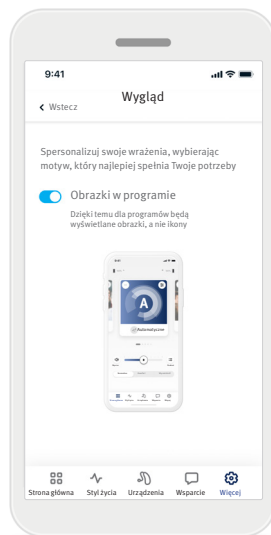 9:41
Wstecz
Wygląd
Spersonalizuj swoje wrażenia, wybierając
motyw, który najlepiej spełnia Twoje potrzeby
Obrazki w programie
Dzięki temu dla programów będą
wyświetlane obrazki, a nie ikony
A
Automatyczne
Strona główna Styl życia Urządzenia Wsparcie Więcej